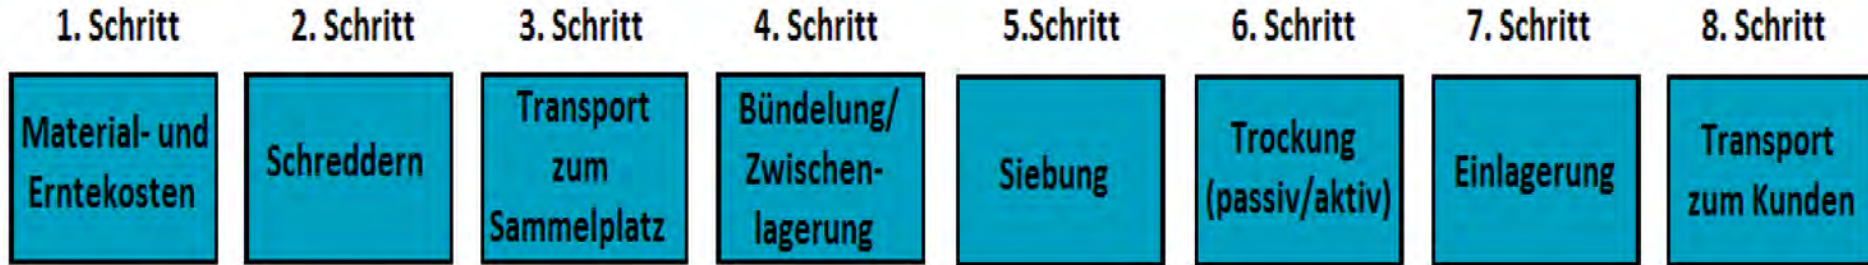 1. Schritt
2. Schritt
3. Schritt
4. Schritt
5.Schritt
6. Schritt
7. Schritt
8. Schritt
Material- und
Erntekosten
Schreddern
Transport
zum
Sammelplatz
Bündelung/
Zwischen-
lagerung
Siebung
Trockung
(passiv/aktiv)
Einlagerung
Transport
zum Kunden